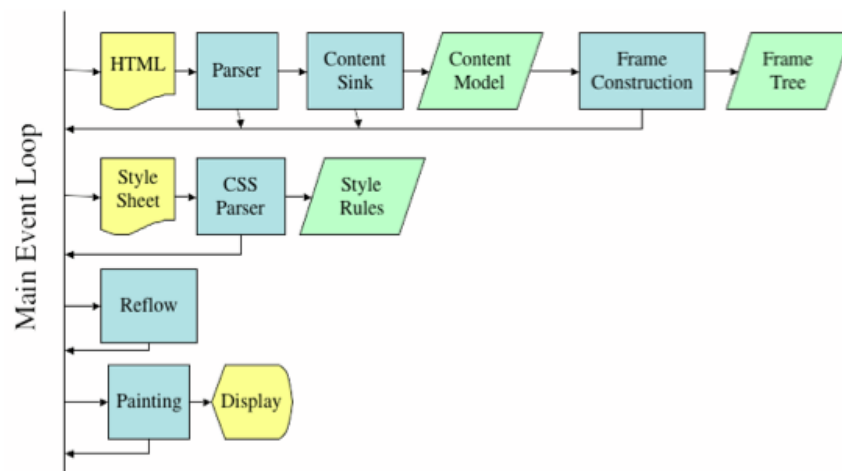 Main Event Loop
HTML
Parser
Content
Sink
Content
Model
Frame
Construction
Frame
Tree
Style
Sheet
CSS
Parser
Style
Rules
Reflow
Painting
Display